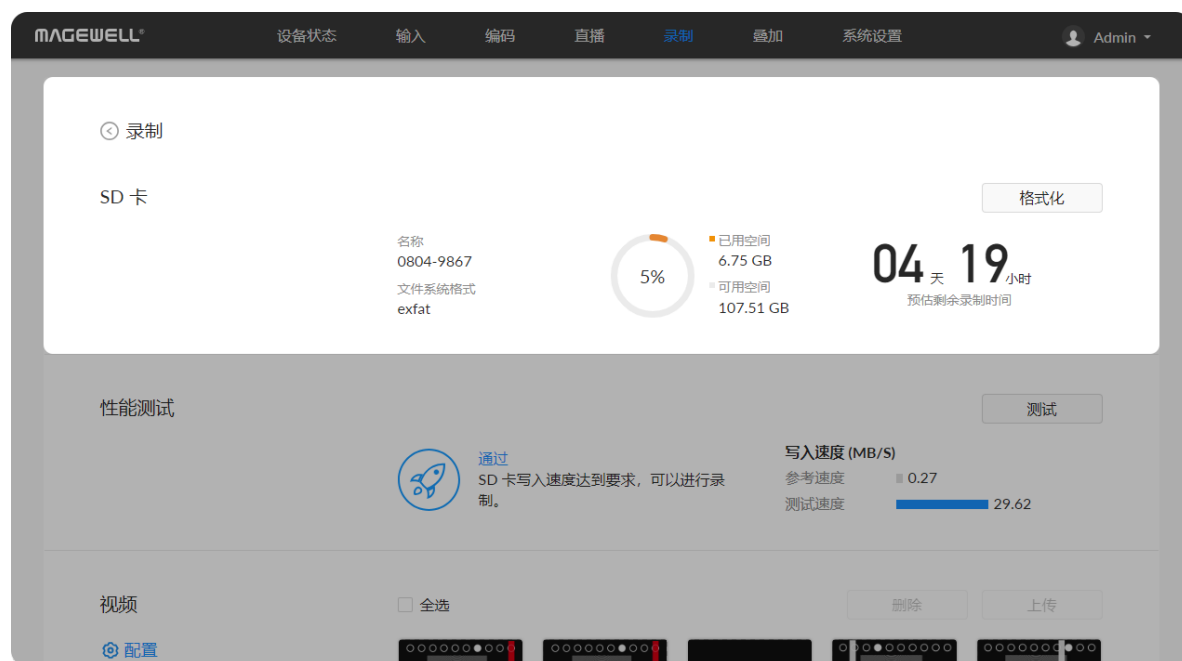 MAGEWELL® 设备状态 输入 编码 直播 录制 叠加 系统设置 Admin
录制
SD 卡 格式化
名称
0804-9867
文件系统格式
exfat
5%
已用空间
6.75 GB
可用空间
107.51 GB
04 天 19 小时
预估剩余录制时间
性能测试 测试
通过
SD 卡写入速度达到要求，可以进行录
制。
写入速度 (MB/S)
参考速度 0.27
测试速度 29.62
视频 全选 删除 上传
配置